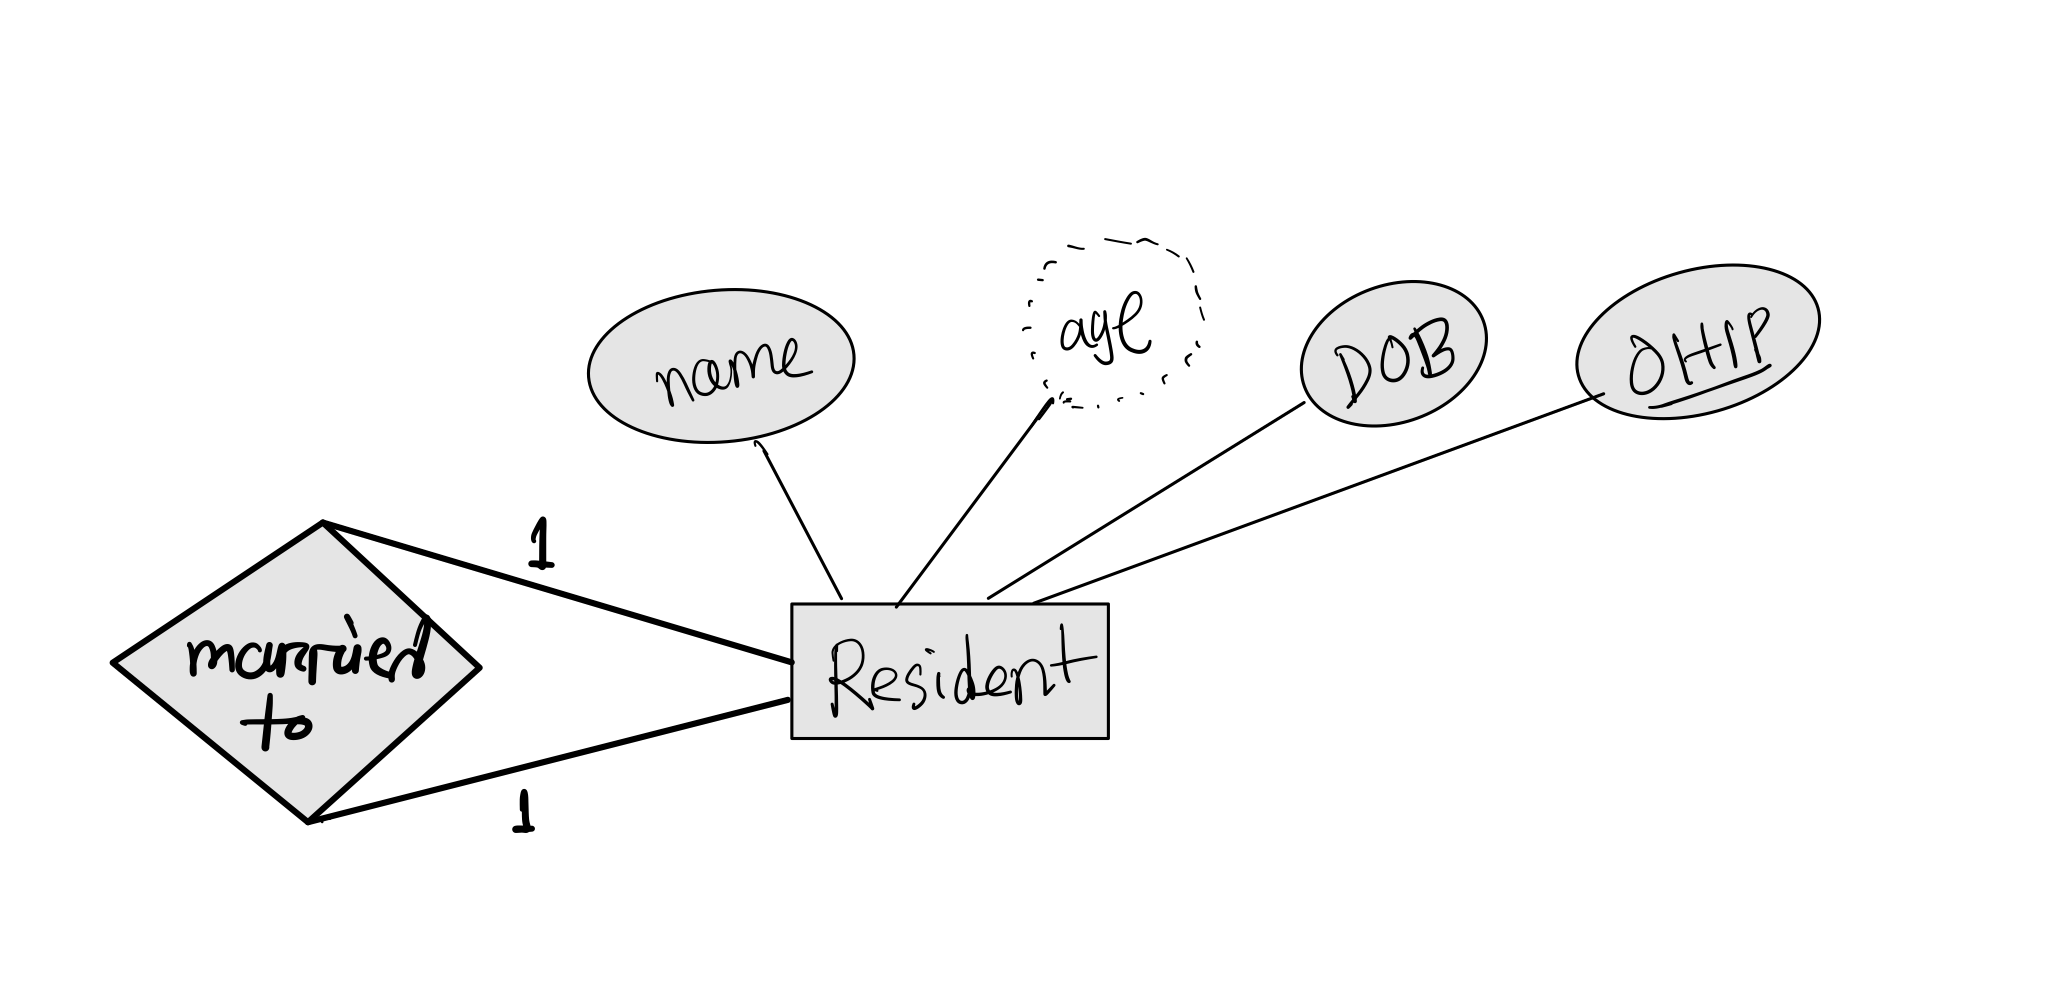 name
age
DOB
OHIP
1
married
to
Resident
1